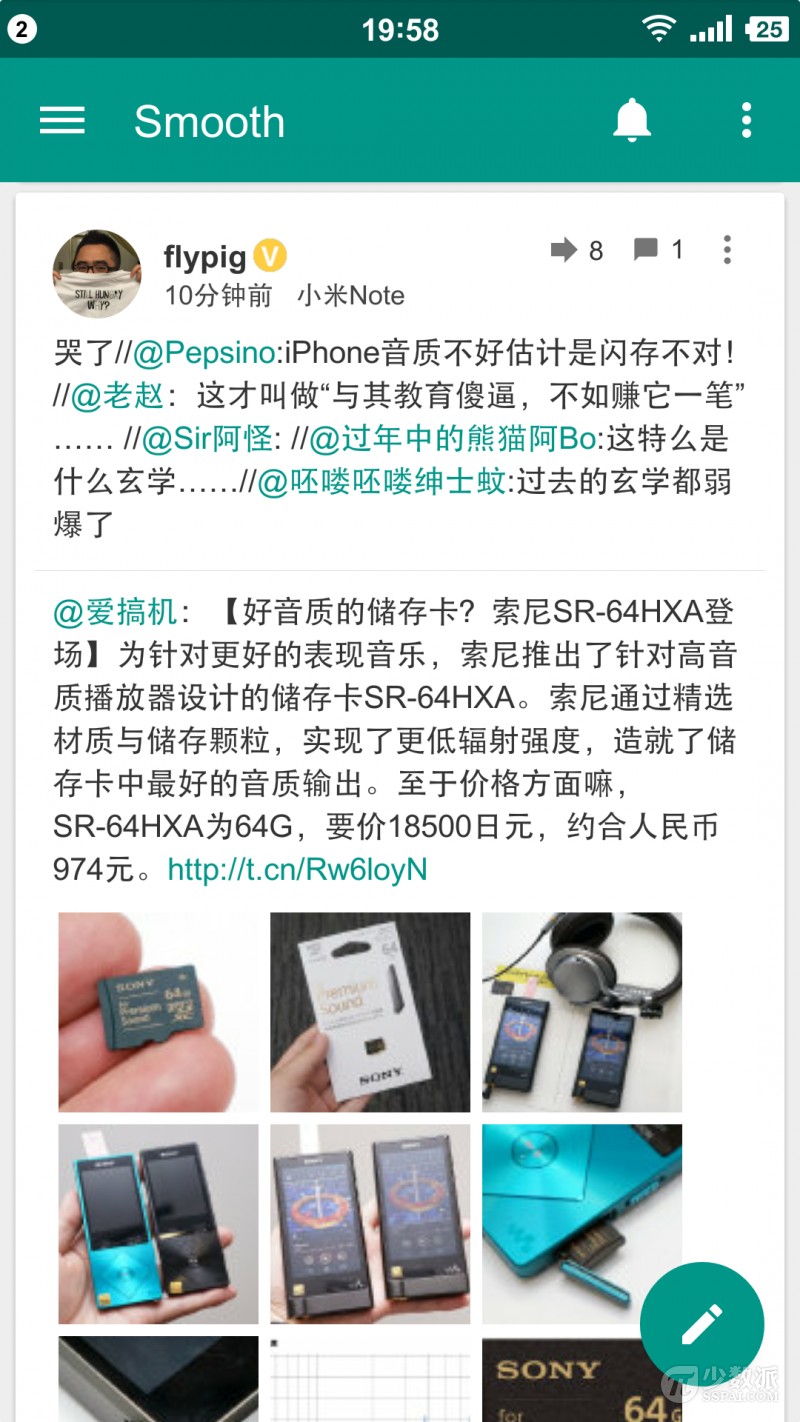 2
19:58
25
Smooth
flypig V
8
1
10分钟前 小米Note
STILL HUNGRY
WHY?
哭了//@Pepsino:iPhone音质不好估计是闪存不对！
//@老赵：这才叫做“与其教育傻逼，不如赚它一笔”
…… //@Sir阿怪: //@过年中的熊猫阿Bo:这特么是
什么玄学……//@呸喽呸喽绅士蚊:过去的玄学都弱
爆了
@爱搞机：【好音质的储存卡？索尼SR-64HXA登
场】为针对更好的表现音乐，索尼推出了针对高音
质播放器设计的储存卡SR-64HXA。索尼通过精选
材质与储存颗粒，实现了更低辐射强度，造就了储
存卡中最好的音质输出。至于价格方面嘛，
SR-64HXA为64G，要价18500日元，约合人民币
974元。http://t.cn/Rw6loyN
SONY
64
for
Premium
Sound
64
Premium
Sound
SONY
SONY
for
64G
少数派
SSPAI.COM